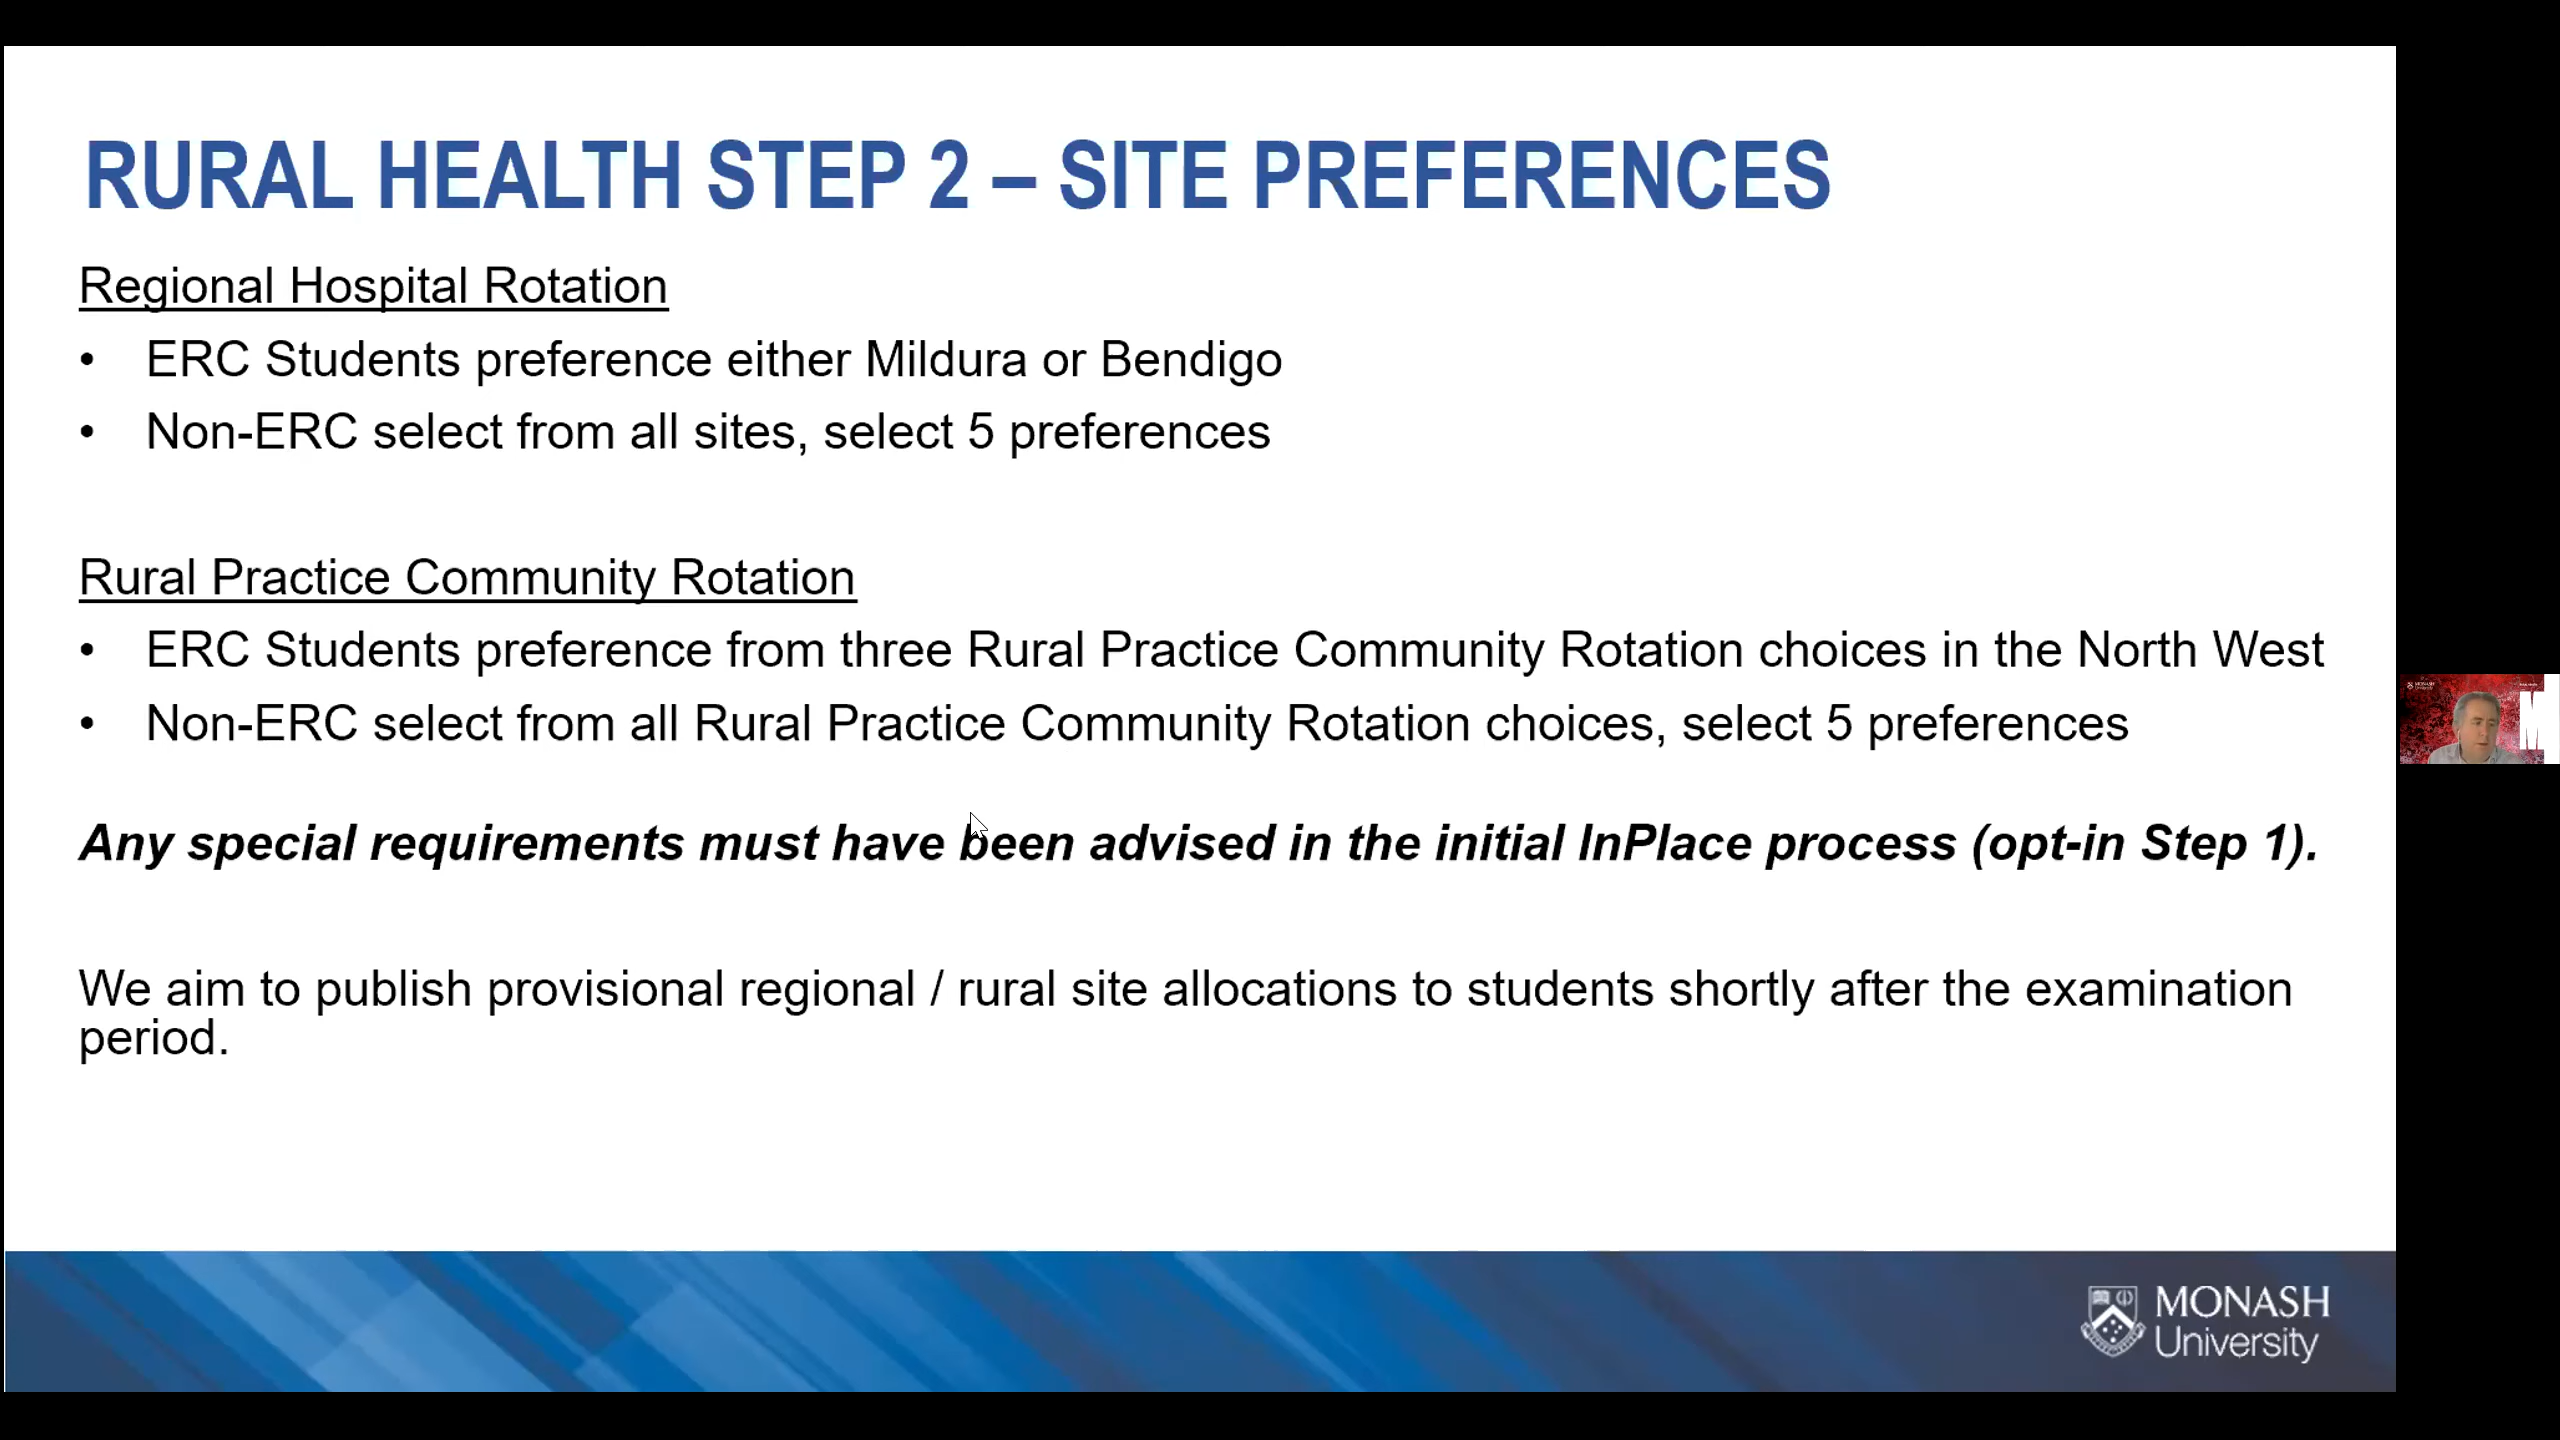 RURAL HEALTH STEP 2 – SITE PREFERENCES
Regional Hospital Rotation
• ERC Students preference either Mildura or Bendigo
• Non-ERC select from all sites, select 5 preferences
Rural Practice Community Rotation
• ERC Students preference from three Rural Practice Community Rotation choices in the North West
• Non-ERC select from all Rural Practice Community Rotation choices, select 5 preferences
Any special requirements must have been advised in the initial InPlace process (opt-in Step 1).
We aim to publish provisional regional / rural site allocations to students shortly after the examination
period.
MONASH
University
MONASH
University
M